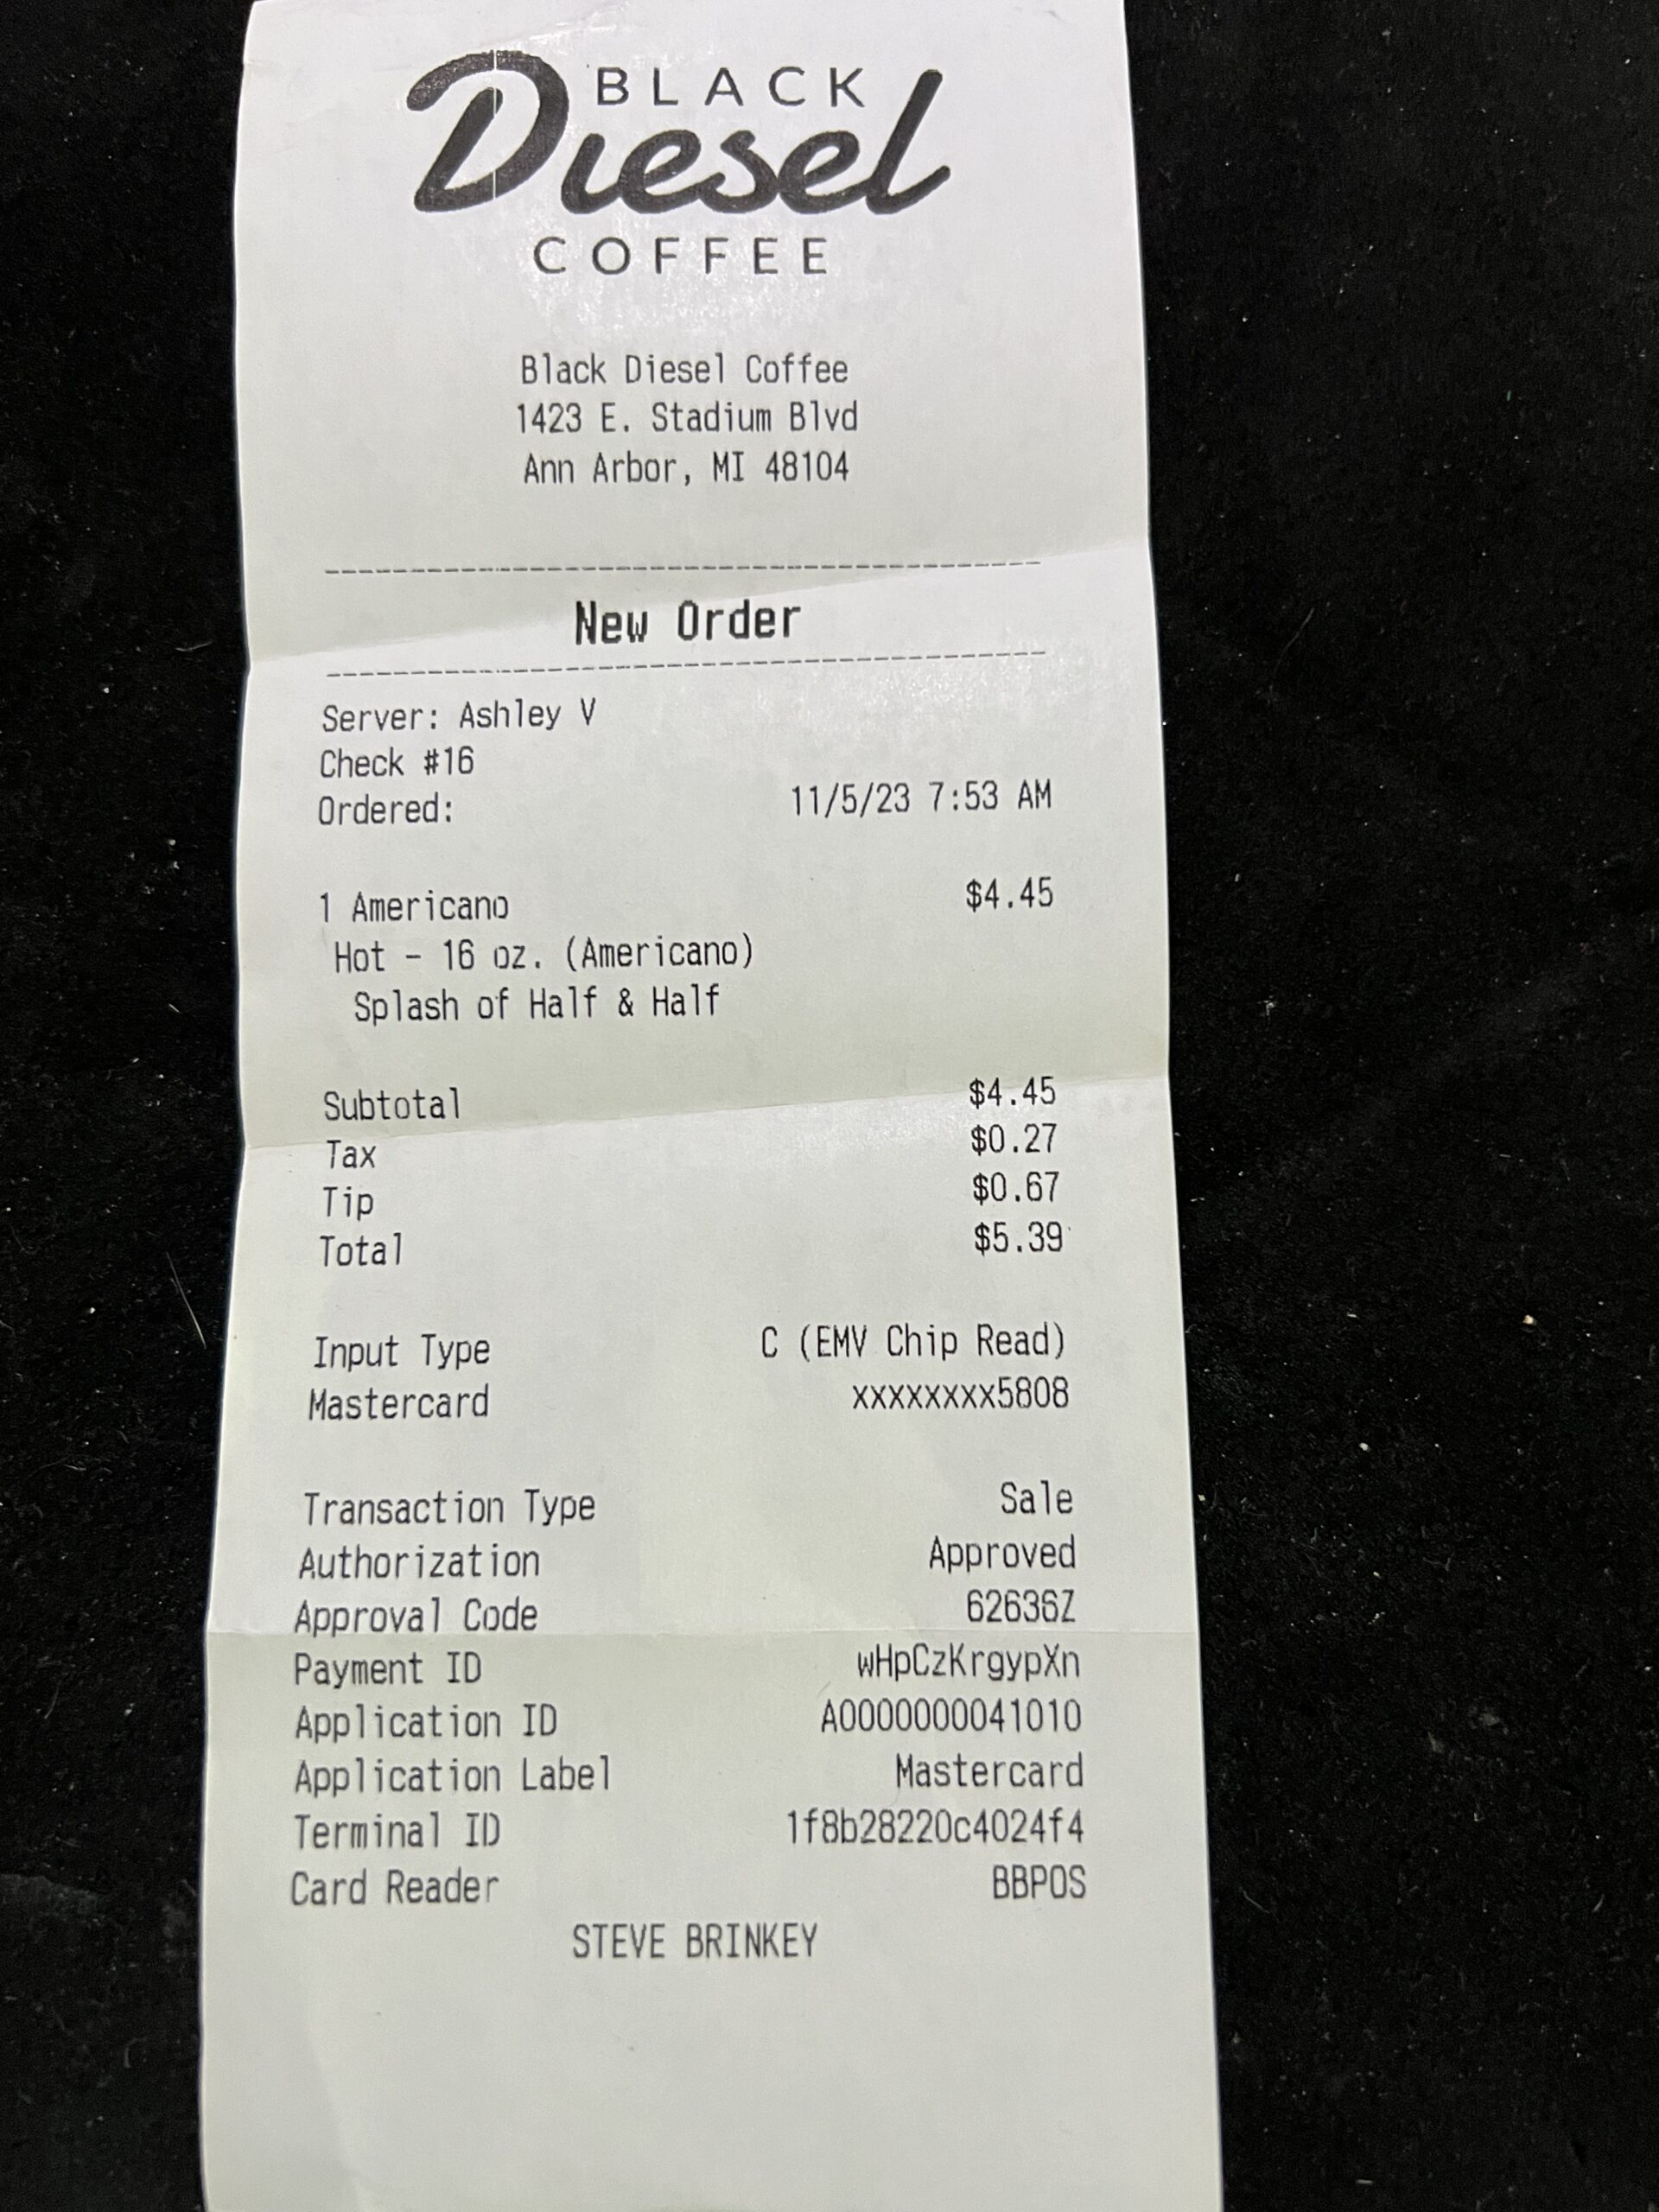 BLACK
Diesel
COFFEE
Black Diesel Coffee
1423 E. Stadium Blvd
Ann Arbor, MI 48104
New Order
Server: Ashley V
Check #16
Ordered: 11/5/23 7:53 AM
1 Americano $4.45
Hot - 16 oz. (Americano)
Splash of Half & Half
Subtotal $4.45
Tax $0.27
Tip $0.67
Total $5.39
Input Type C (EMV Chip Read)
Mastercard xxxxxxxx5808
Transaction Type Sale
Authorization Approved
Approval Code 62636Z
Payment ID wHpCzKrgypXn
Application ID A0000000041010
Application Label Mastercard
Terminal ID 1f8b28220c4024f4
Card Reader BBPOS
STEVE BRINKEY